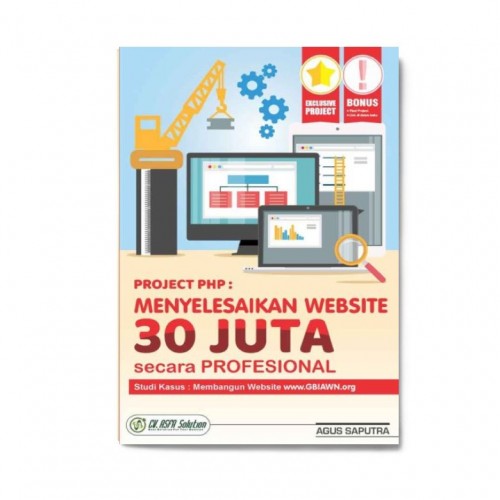 EXCLUSIVE
PROJECT
BONUS
PROJECT PHP :
MENYELESAIKAN WEBSITE
30 JUTA
secara PROFESIONAL
Studi Kasus : Membangun Website www.GBIAWN.org
CV. ASFA Solution
AGUS SAPUTRA